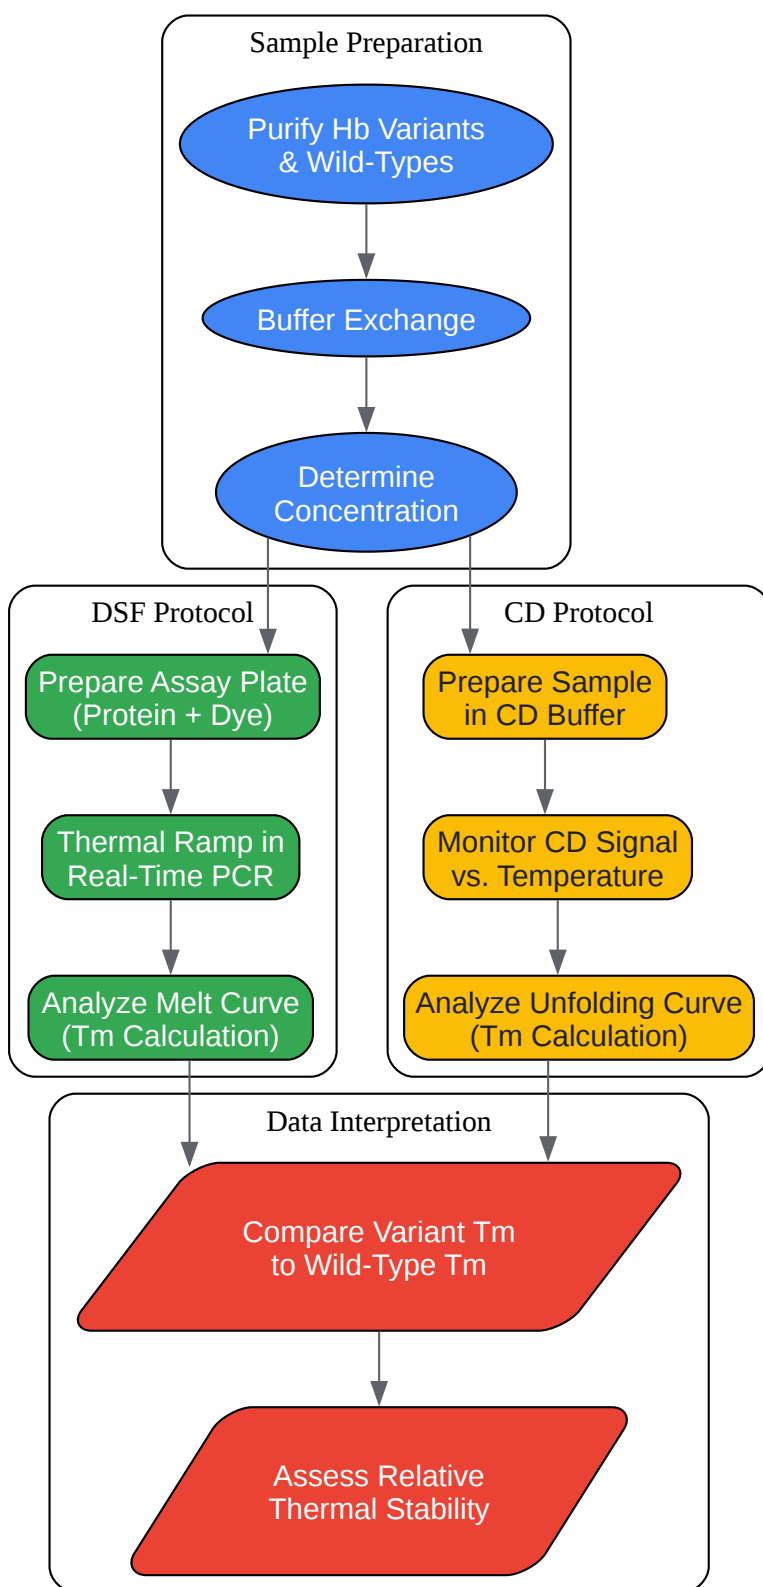 Sample Preparation
Purify Hb Variants
& Wild-Types
Buffer Exchange
Determine
Concentration
DSF Protocol
Prepare Assay Plate
(Protein + Dye)
Thermal Ramp in
Real-Time PCR
Analyze Melt Curve
(Tm Calculation)
CD Protocol
Prepare Sample
in CD Buffer
Monitor CD Signal
vs. Temperature
Analyze Unfolding Curve
(Tm Calculation)
Data Interpretation
Compare Variant Tm
to Wild-Type Tm
Assess Relative
Thermal Stability